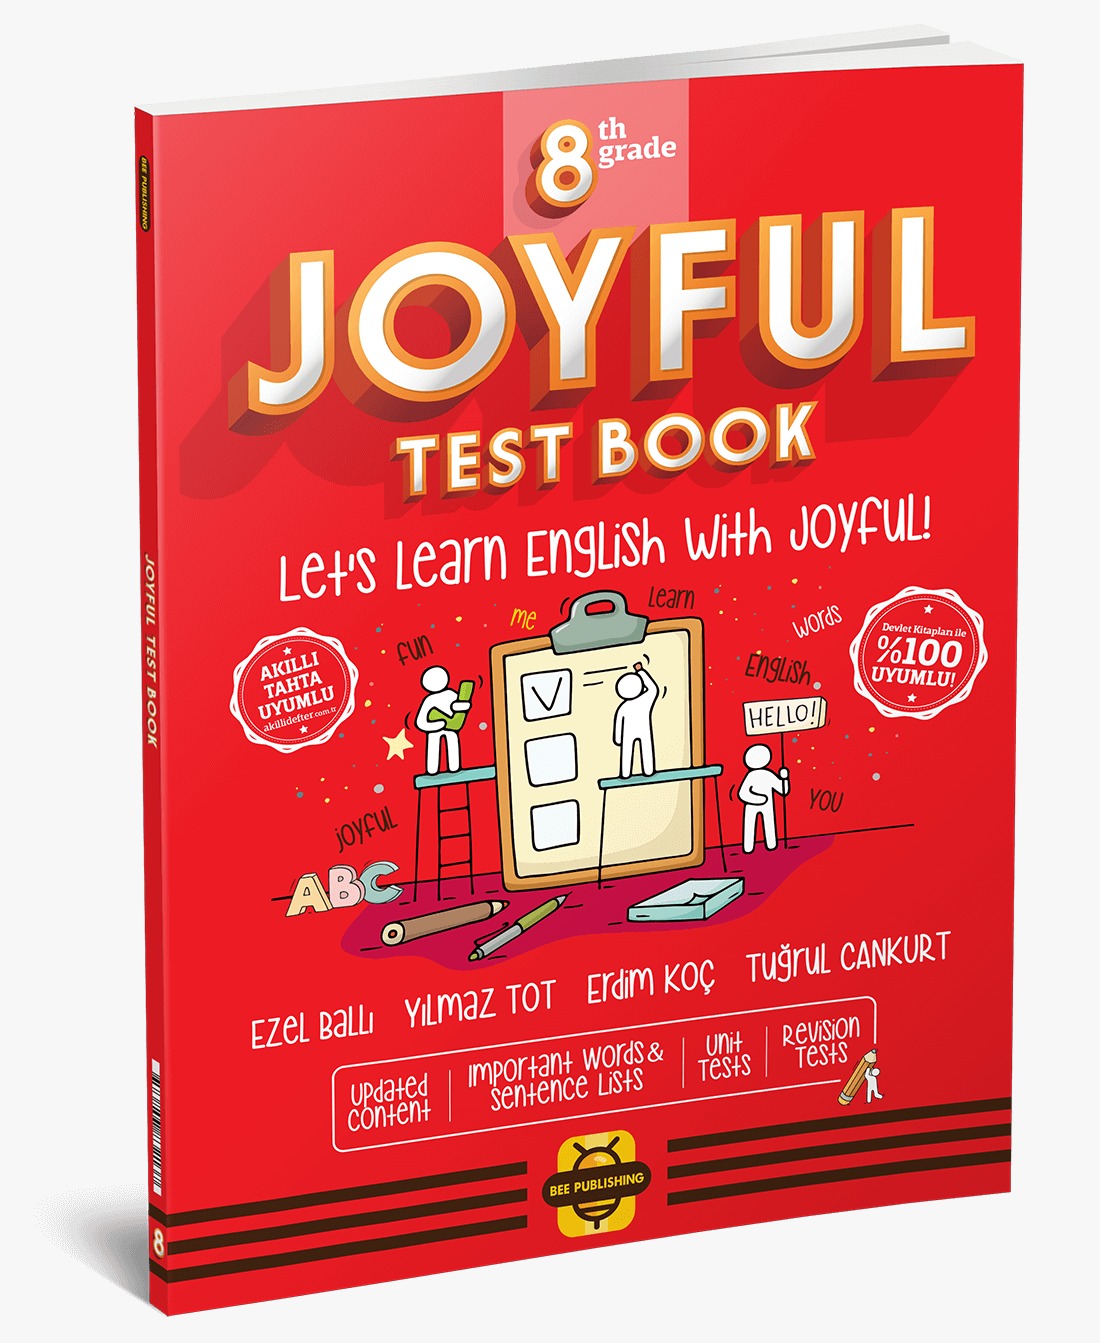 8th
grade
JOYFUL
TEST BOOK
Let's Learn English With Joyful!
fun
me
Learn
words
English
HELLO!
YOU
joyful
ABC
AKILLI
TAHTA
UYUMLU
akillidefter.com.tr
Devlet Kitapları ile
%100
UYUMLU!
Ezel BALLI Yılmaz TOT Erdim KOÇ Tuğrul CANKURT
Updated
Content
Important Words &
Sentence Lists
Unit
Tests
Revision
Tests
BEE PUBLISHING
BEE PUBLISHING
JOYFUL TEST BOOK
8